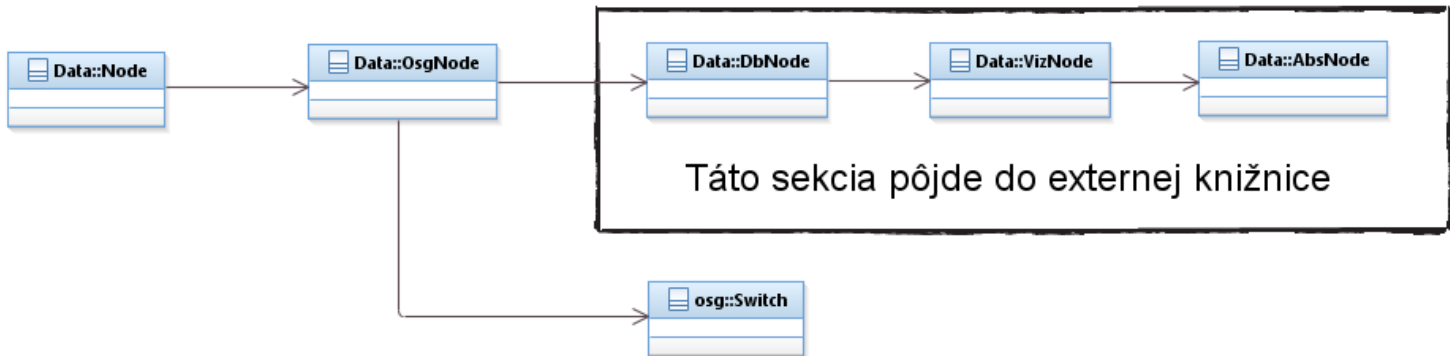 Data::Node
Data::OsgNode
Data::DbNode
Data::VizNode
Data::AbsNode
Táto sekcia pôjde do externej knižnice
osg::Switch